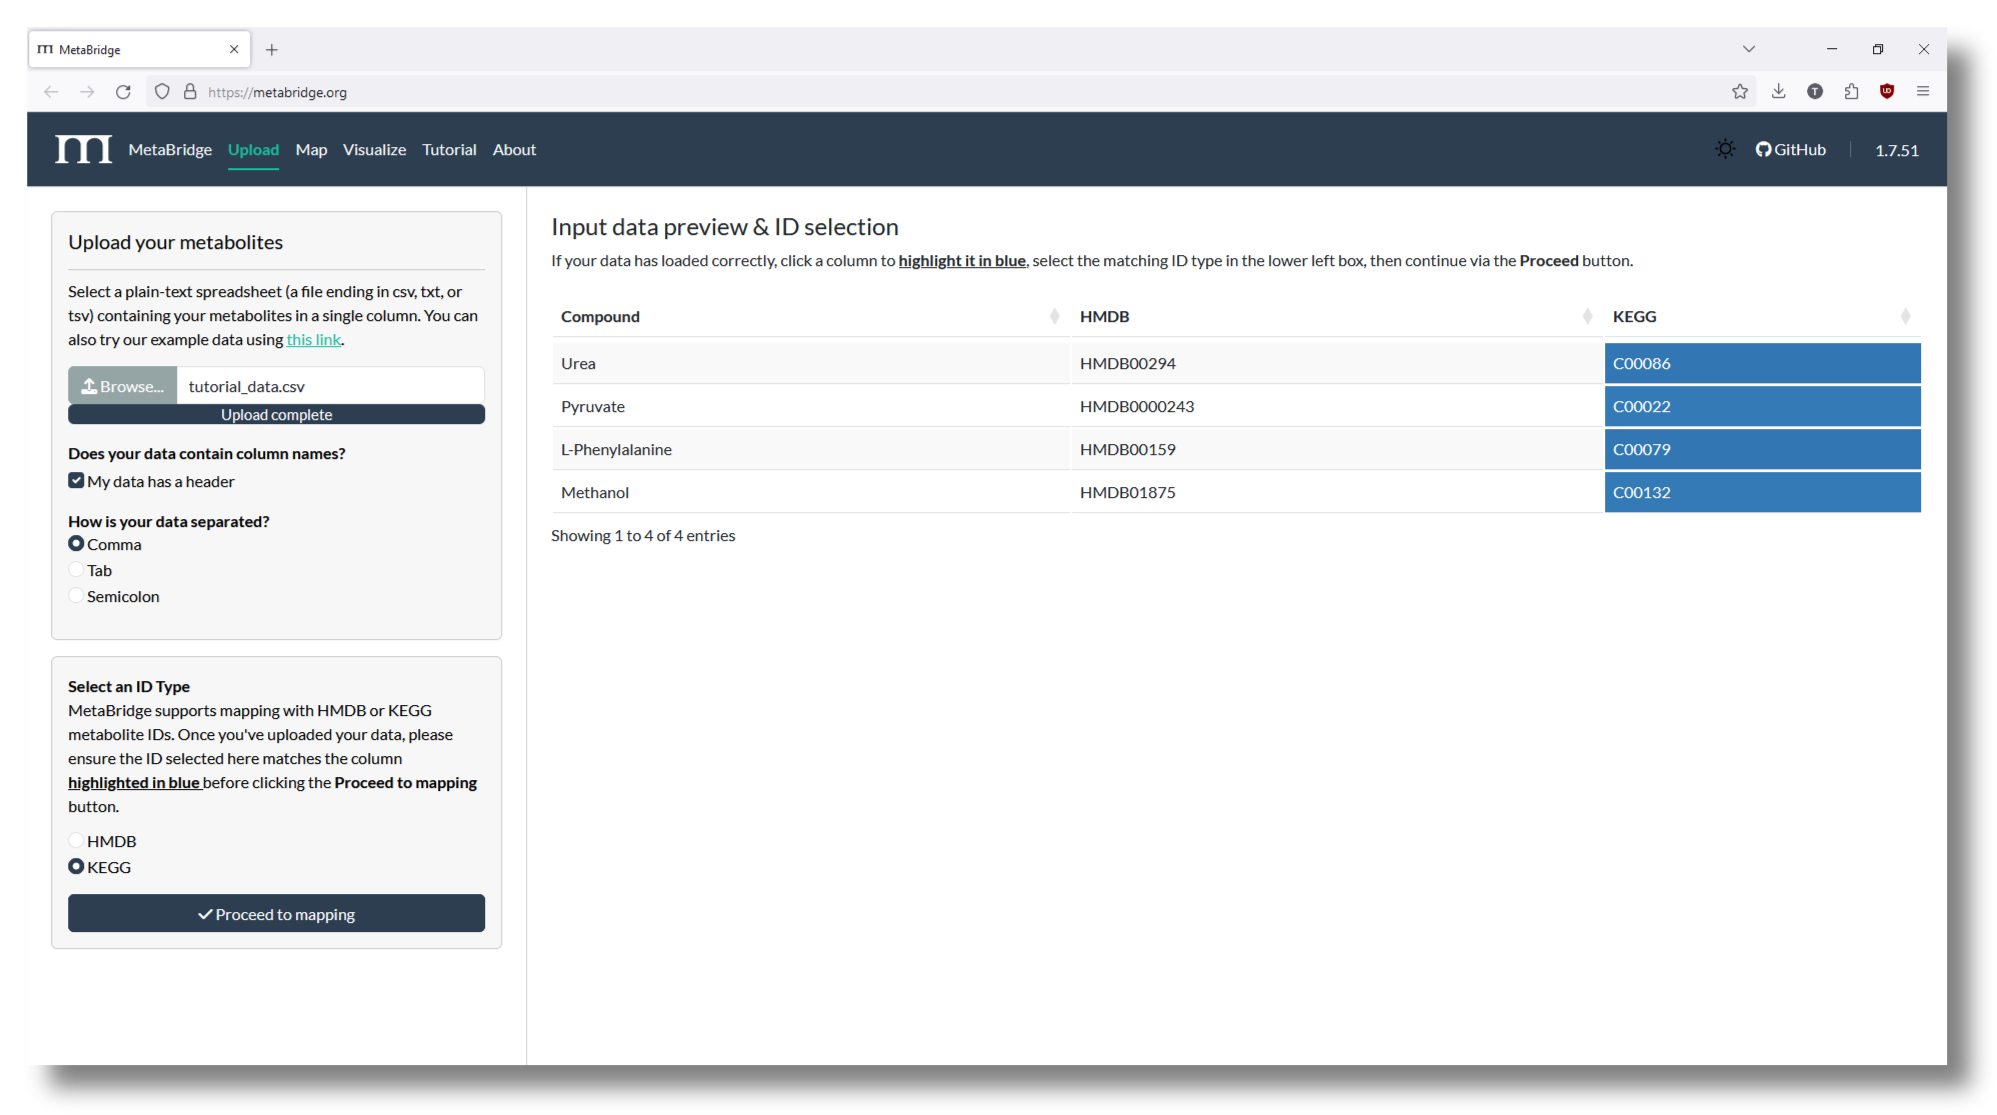 m MetaBridge
https://metabridge.org
m MetaBridge Upload Map Visualize Tutorial About GitHub 1.7.51
Upload your metabolites
Select a plain-text spreadsheet (a file ending in csv, txt, or
tsv) containing your metabolites in a single column. You can
also try our example data using this link.
Browse... tutorial_data.csv
Upload complete
Does your data contain column names?
My data has a header
How is your data separated?
Comma
Tab
Semicolon
Select an ID Type
MetaBridge supports mapping with HMDB or KEGG
metabolite IDs. Once you've uploaded your data, please
ensure the ID selected here matches the column
highlighted in blue before clicking the Proceed to mapping
button.
HMDB
KEGG
Proceed to mapping
Input data preview & ID selection
If your data has loaded correctly, click a column to highlight it in blue, select the matching ID type in the lower left box, then continue via the Proceed button.
Compound HMDB KEGG
Urea HMDB00294 C00086
Pyruvate HMDB0000243 C00022
L-Phenylalanine HMDB00159 C00079
Methanol HMDB01875 C00132
Showing 1 to 4 of 4 entries